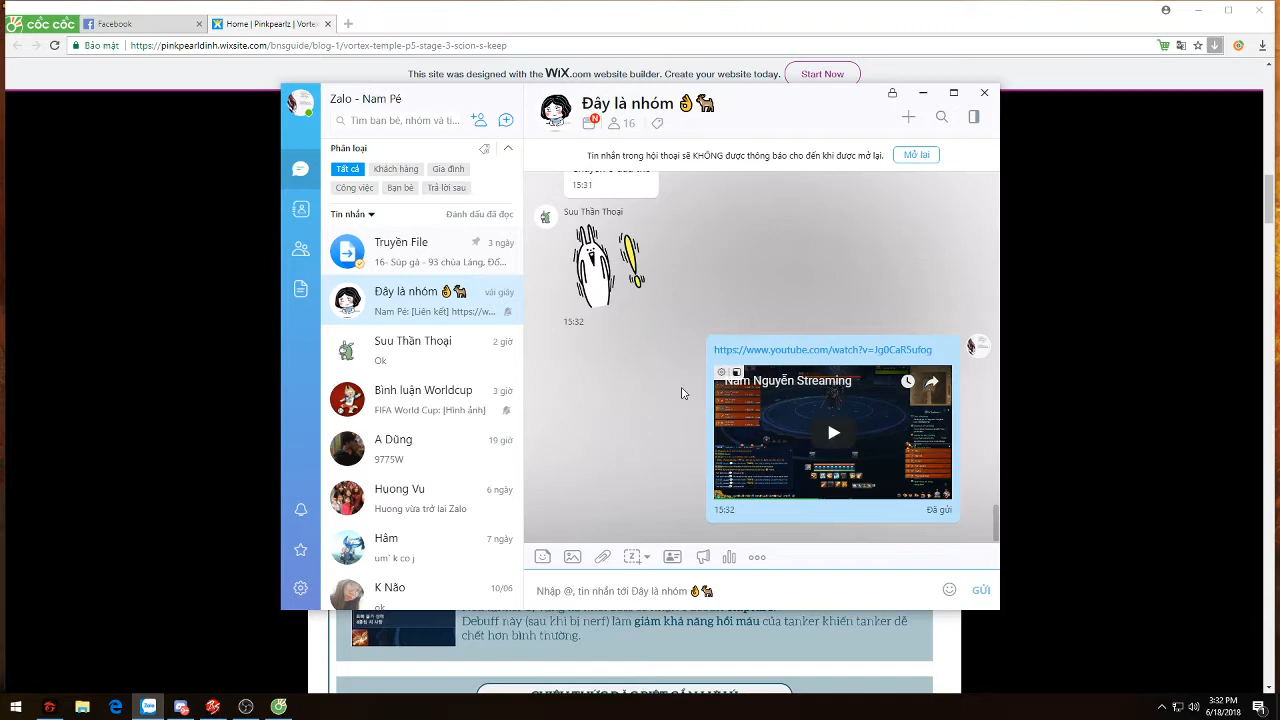 CỐC CỐC
Facebook
Home | Pinkpearlz | Vortex
Bảo mật
https://pinkpearldinh.wixsite.com/bnsguide/blog-1/vortex-temple-p5-stage-3-scion-s-keep
This site was designed with the WiX.com website builder. Create your website today.
Start Now
Zalo - Nam Pé
Tìm bạn bè, nhóm và ti...
Phân loại
Tất cả
Khách hàng
Gia đình
Công việc
Bạn bè
Trả lời sau
Tin nhắn
Đánh dấu đã đọc
Truyền File
3 ngày
16- Súp gà – 93 chùa Láng, Đố...
Đây là nhóm 👌🐕
vài giây
Nam Pé: [Liên kết] https://w...
Suu Thần Thoại
2 giờ
Ok
Bình luận Worldcup
3 giờ
FIFA World Cup: [Hình ảnh]
A Dũng
19 giờ
9775W
Hương Vu
6 ngày
Huong vừa trở lại Zalo
Hâm
7 ngày
um` k co j
K Não
10/06
ok
Đây là nhóm 👌🐕
N
16
Tin nhắn trong hội thoại sẽ KHÔNG được thông báo cho đến khi được mở lại.
Mở lại
15:31
Suu Thần Thoại
15:32
https://www.youtube.com/watch?v=Jg0CaR5ufog
Nam Nguyễn Streaming
15:32
Đã gửi
Nhập @, tin nhắn tới Đây là nhóm 👌🐕
GỬI
Debuff này (sau khi bị nerf) làm giảm khả năng hồi máu của tanker khiến tanker dễ
chết hơn bình thường.
Zalo
3:32 PM
6/18/2018